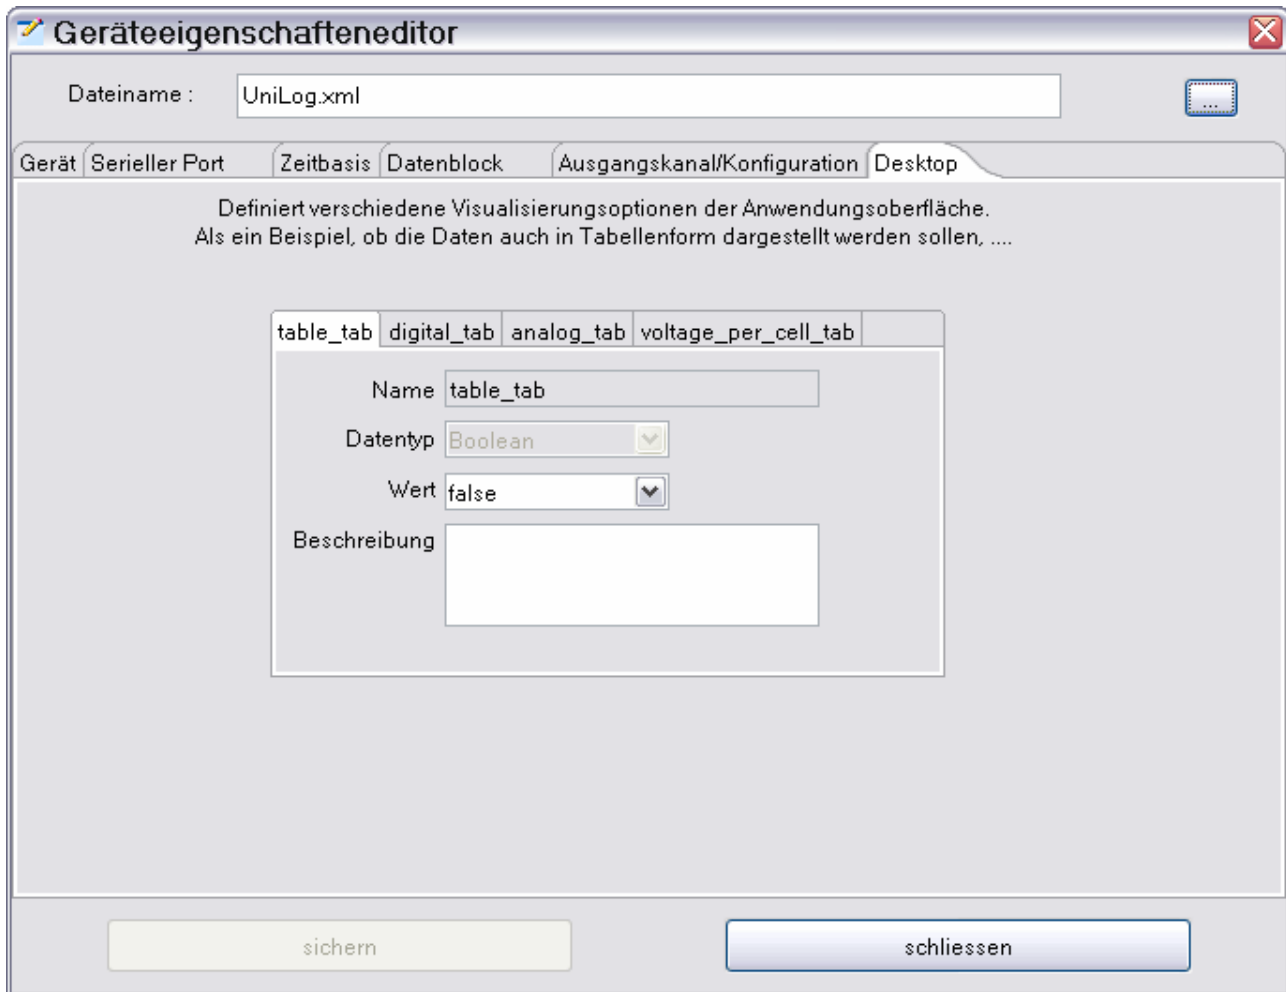 Geräteeigenschafteneditor
Dateiname : UniLog.xml ...
Gerät Serieller Port Zeitbasis Datenblock Ausgangskanal/Konfiguration Desktop
Definiert verschiedene Visualisierungsoptionen der Anwendungsoberfläche.
Als ein Beispiel, ob die Daten auch in Tabellenform dargestellt werden sollen, ....
table_tab digital_tab analog_tab voltage_per_cell_tab
Name table_tab
Datentyp Boolean
Wert false
Beschreibung
sichern schliessen